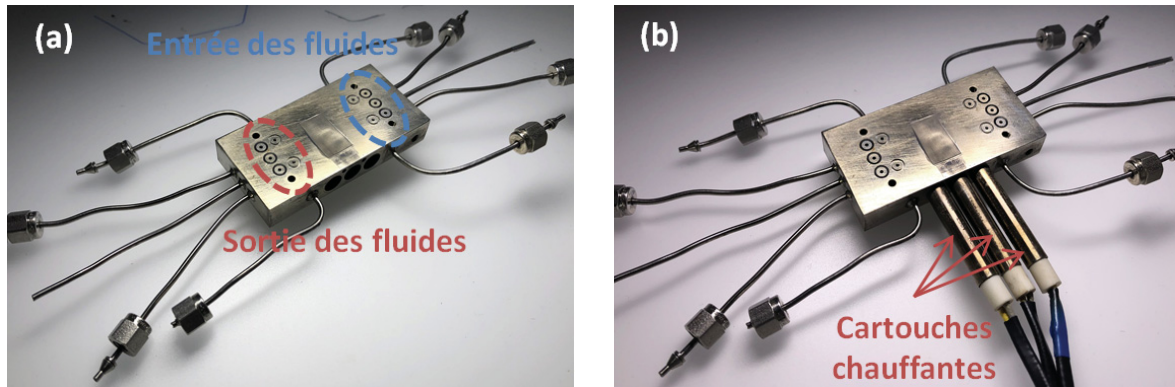 (a)
Entrée des fluides
Sortie des fluides
(b)
Cartouches
chauffantes